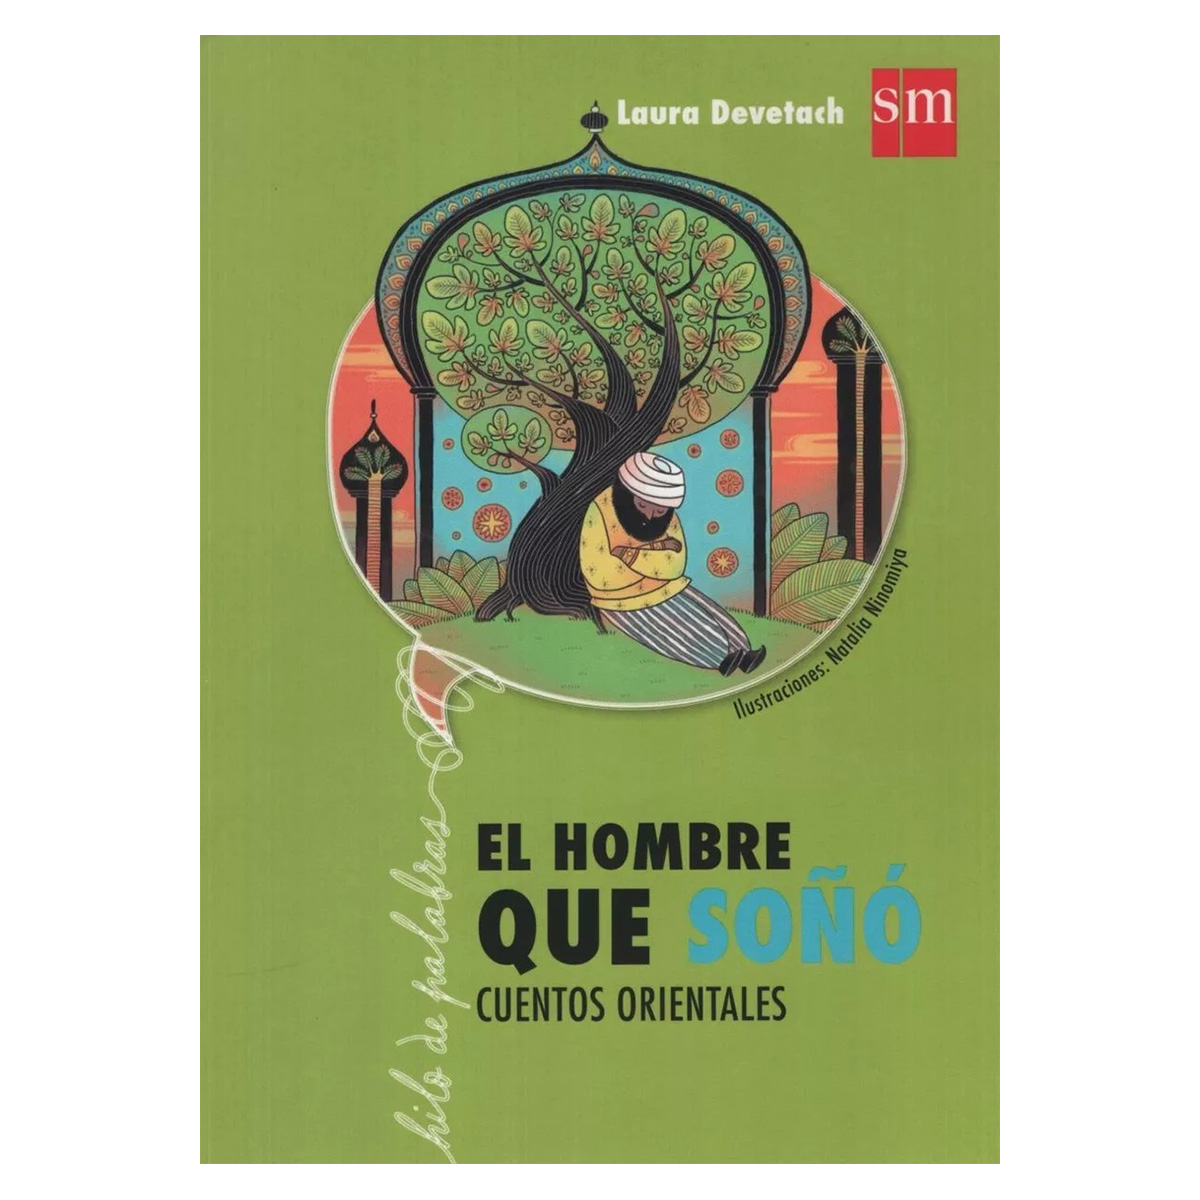 Laura Devetach
sm
Ilustraciones: Natalia Ninomiya
hilo de palabras
EL HOMBRE
QUE SOÑÓ
CUENTOS ORIENTALES